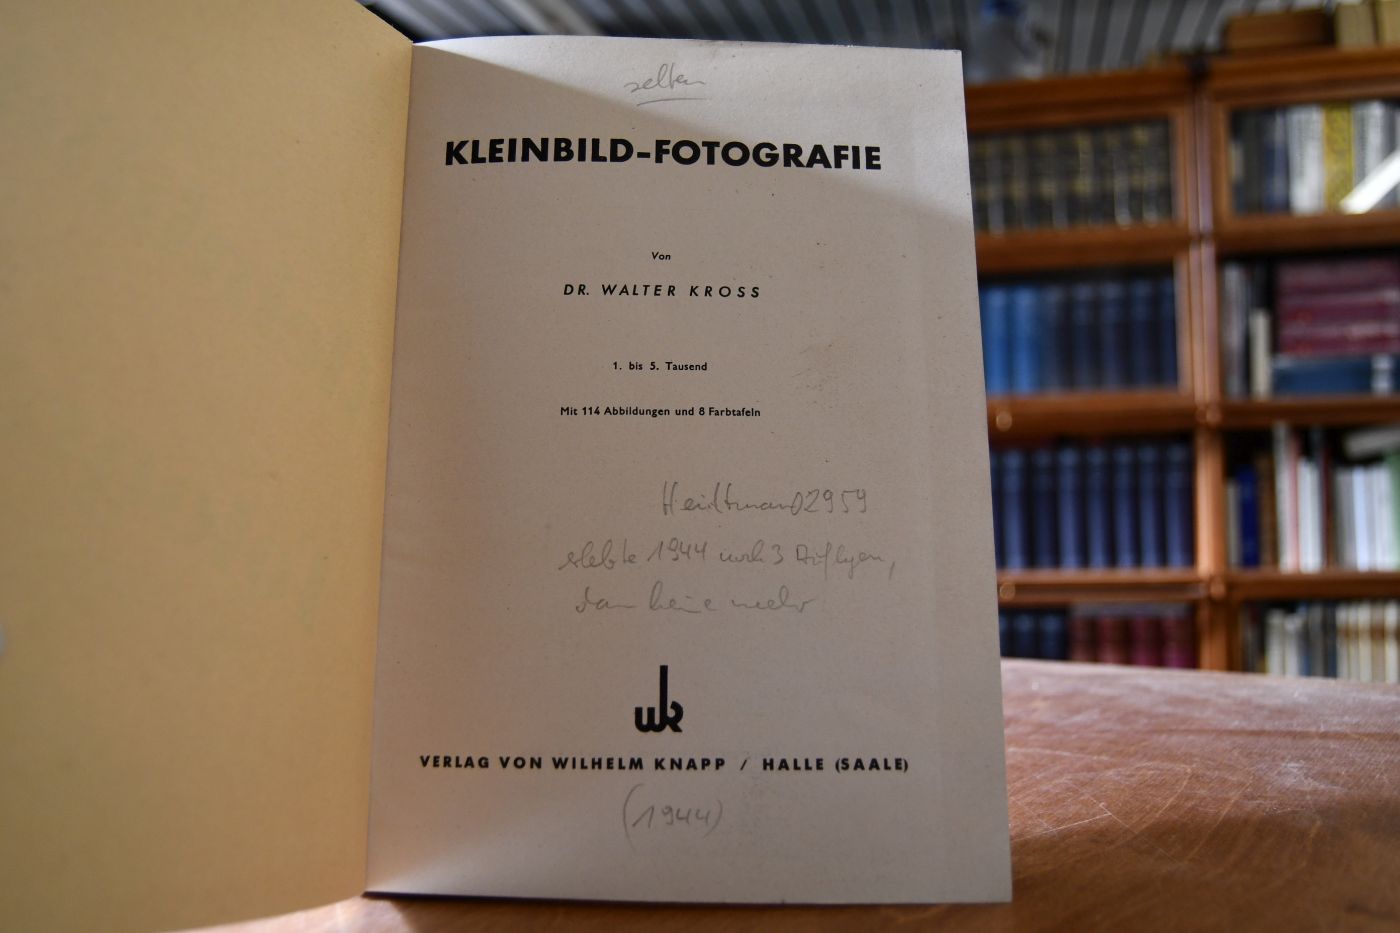 selten
KLEINBILD-FOTOGRAFIE
Von
DR. WALTER KROSS
1. bis 5. Tausend
Mit 114 Abbildungen und 8 Farbtafeln
Heidtmann 02959
erlebte 1944 noch 3 Auflagen,
dann keine mehr
wk
VERLAG VON WILHELM KNAPP / HALLE (SAALE)
(1944)